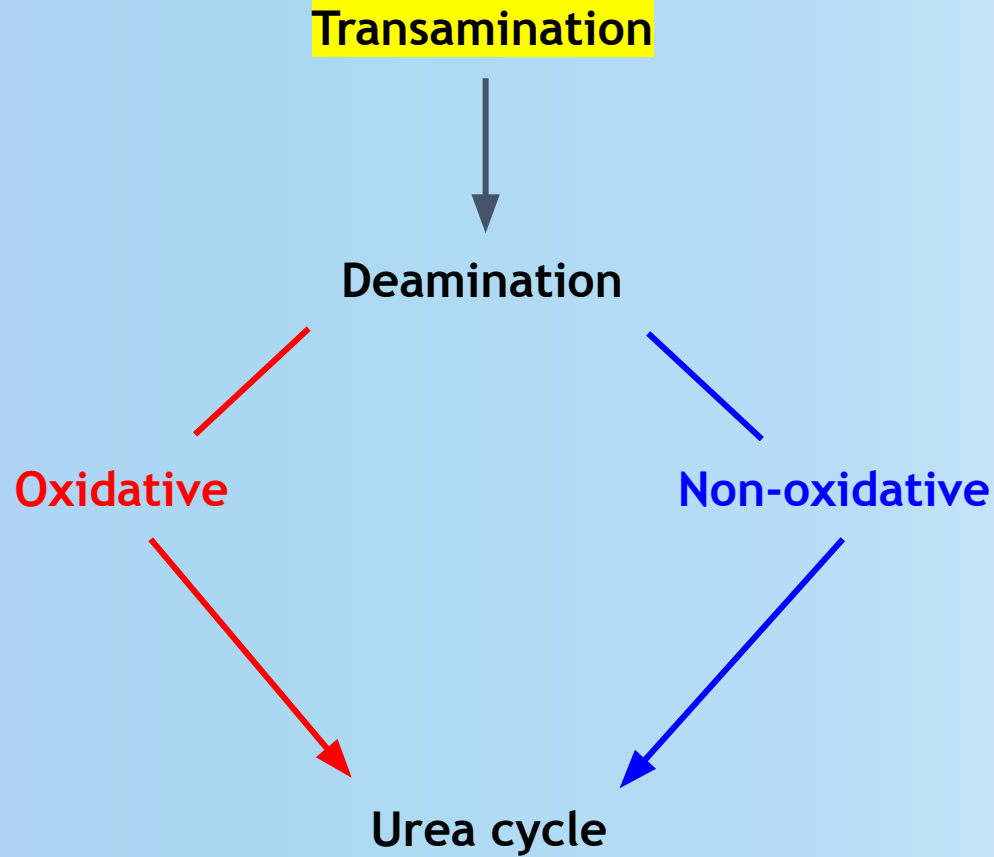 Transamination
Deamination
Oxidative
Non-oxidative
Urea cycle